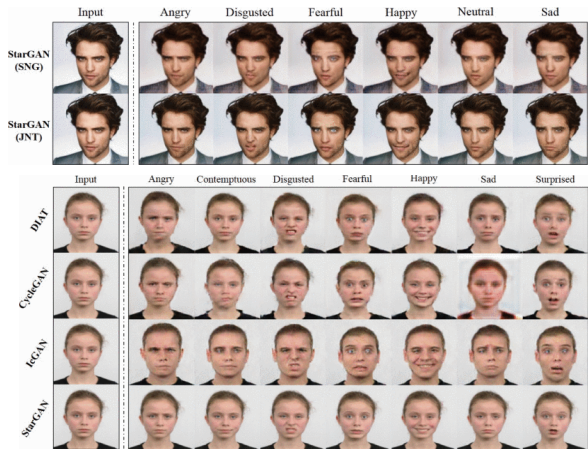 Input Angry Disgusted Fearful Happy Neutral Sad
StarGAN
(SNG)
StarGAN
(JNT)
Input Angry Contemptuous Disgusted Fearful Happy Sad Surprised
DIAT
CycleGAN
IcGAN
StarGAN